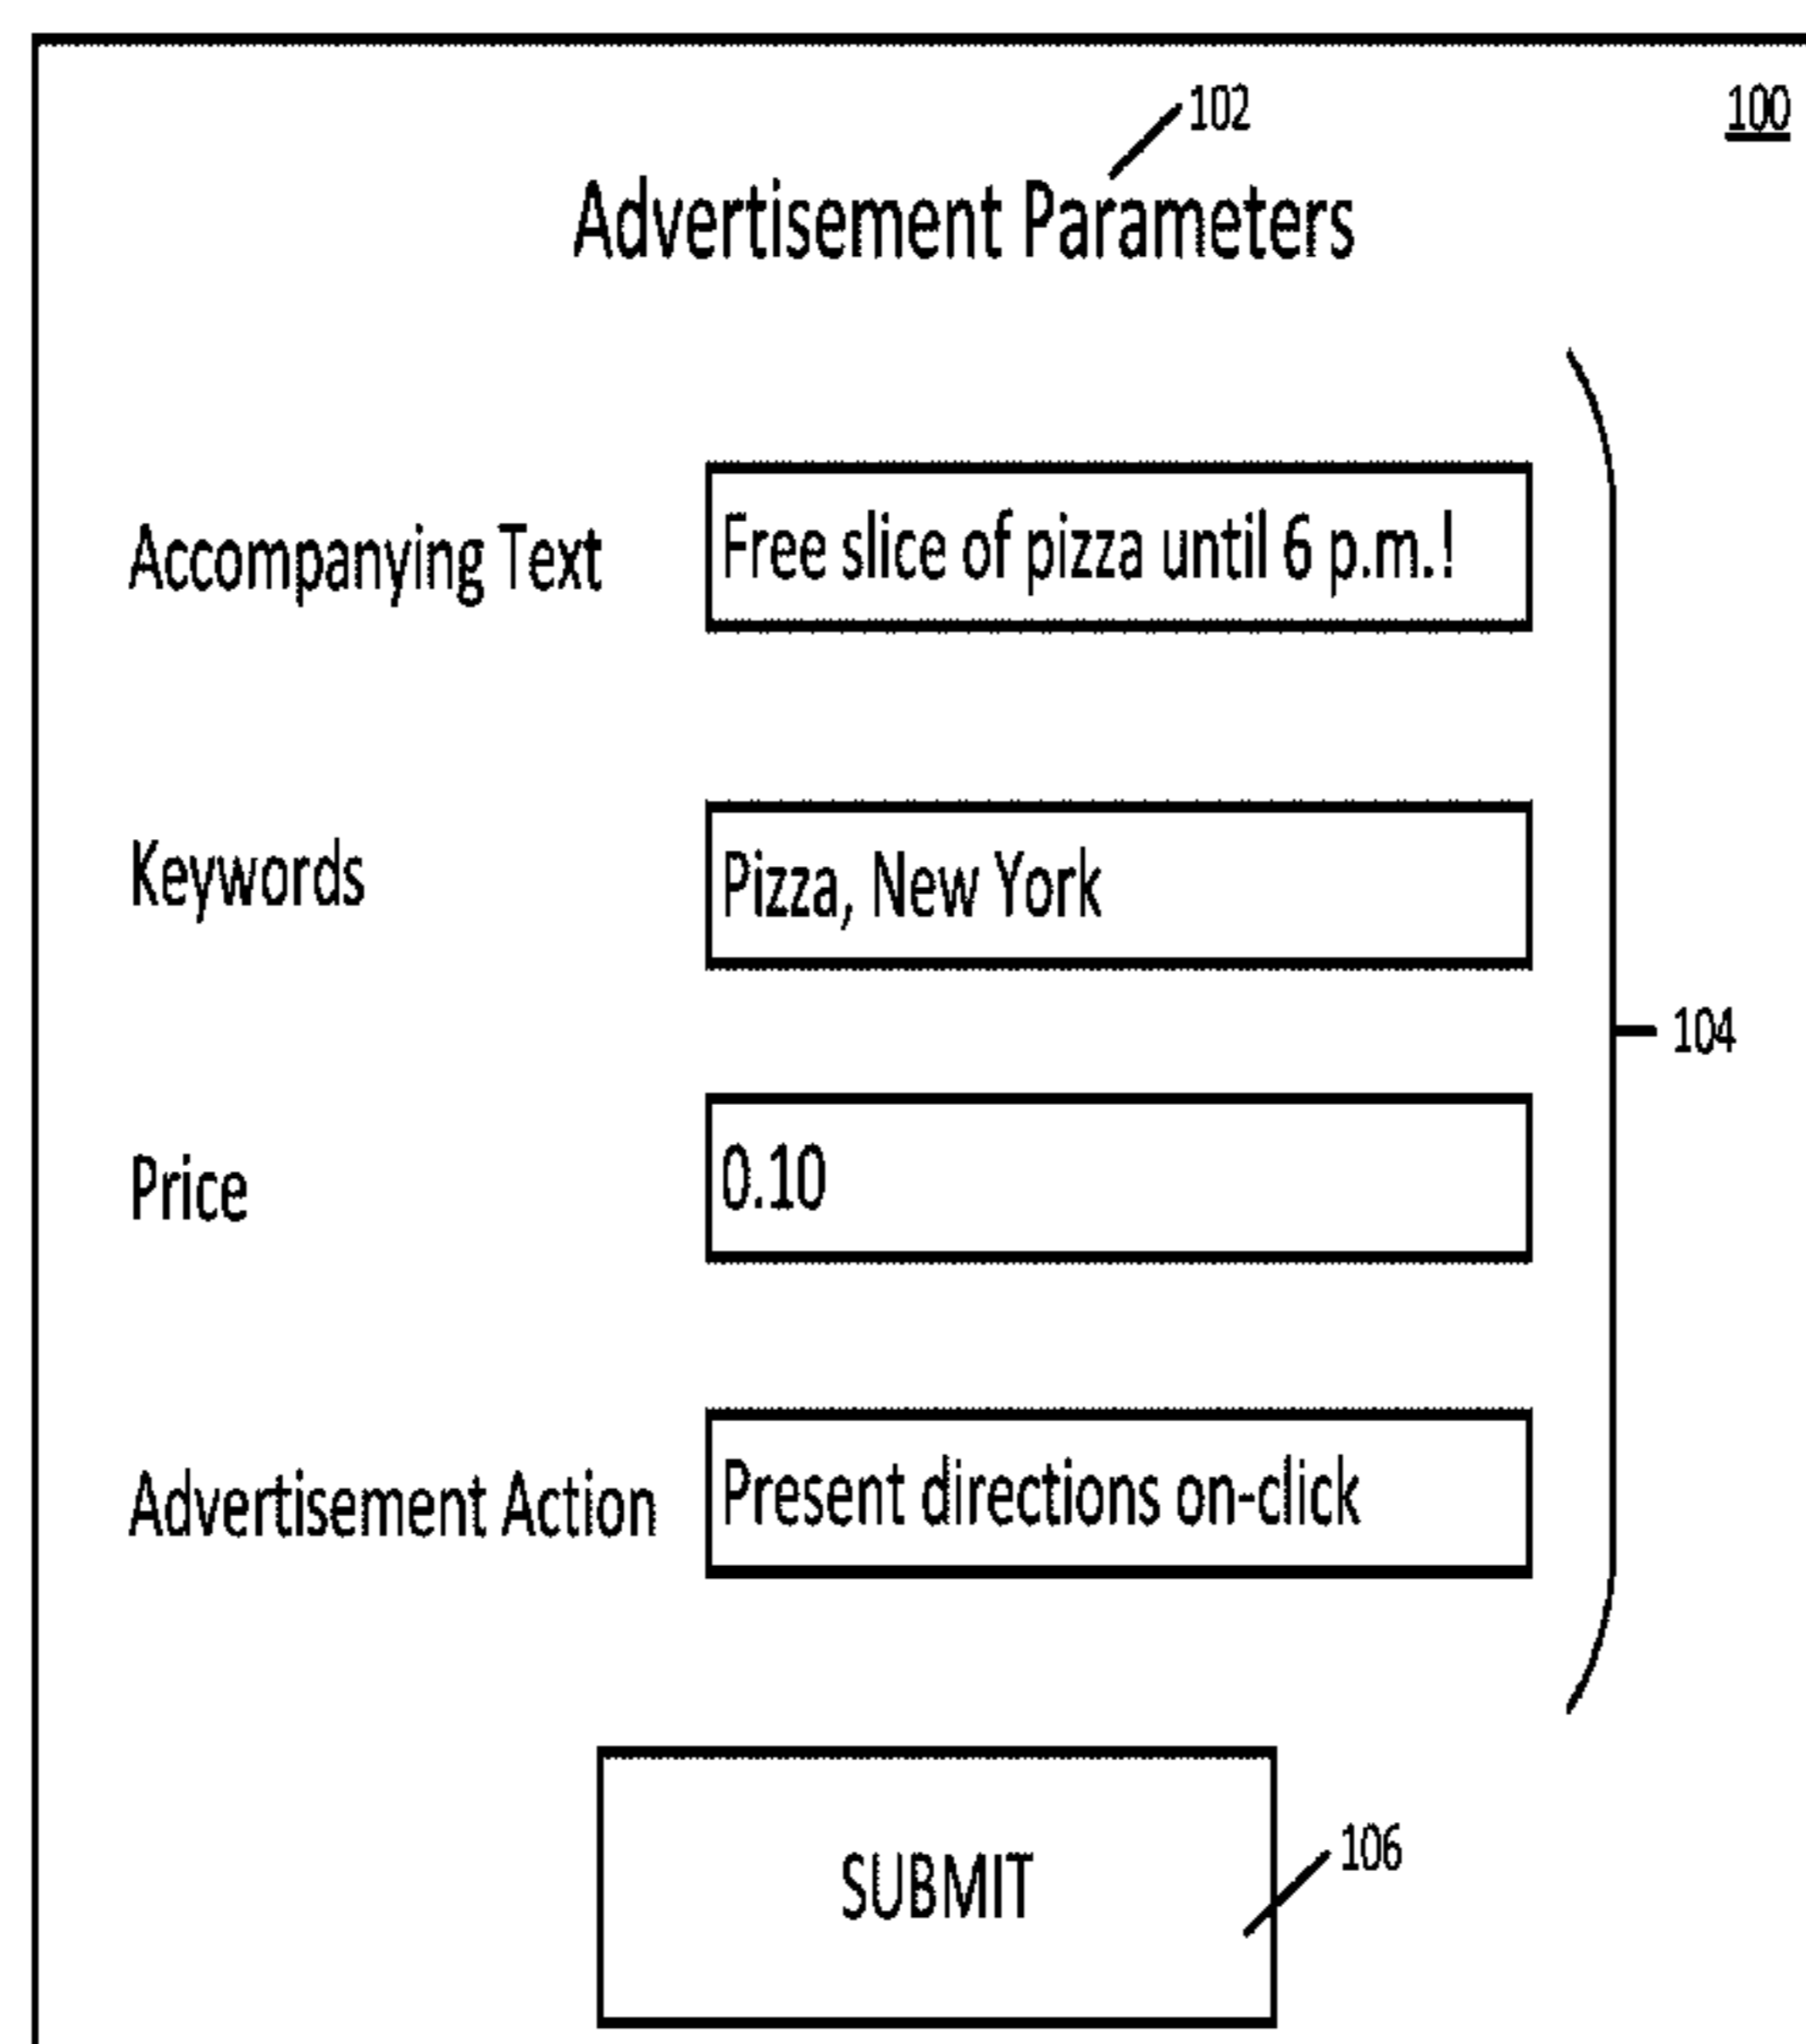 102
100
Advertisement Parameters
Accompanying Text
Free slice of pizza until 6 p.m.!
Keywords
Pizza, New York
104
Price
0.10
Advertisement Action
Present directions on-click
SUBMIT
106